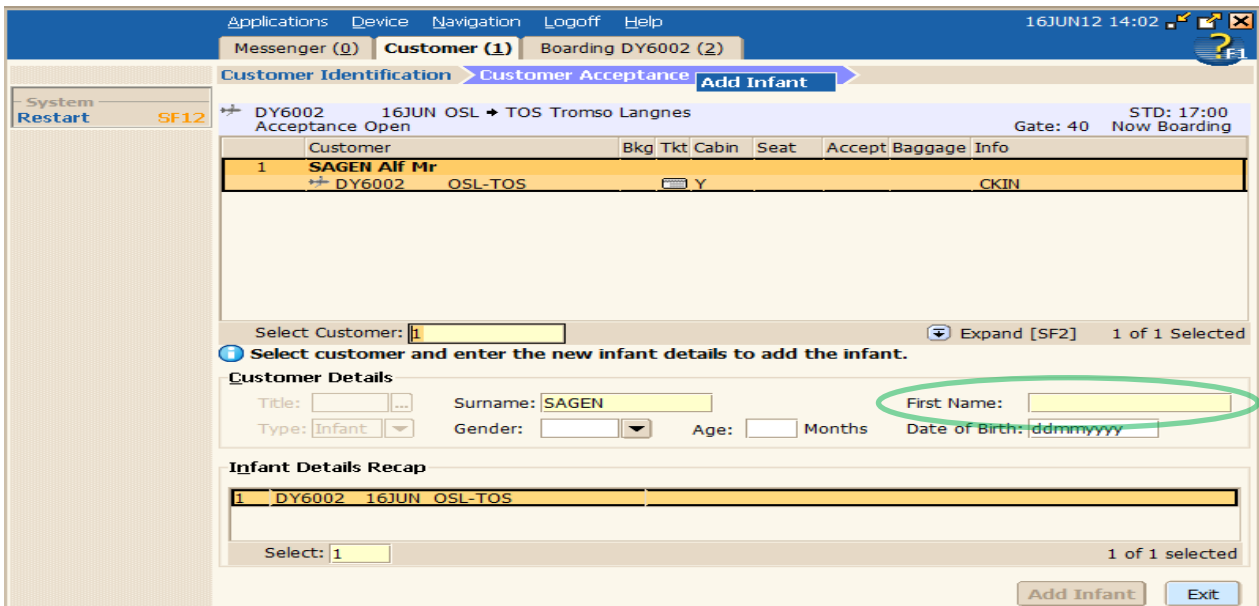 Applications Device Navigation Logoff Help 16JUN12 14:02
Messenger (0) Customer (1) Boarding DY6002 (2) ? F1
Customer Identification Customer Acceptance Add Infant
System
Restart SF12
DY6002 16JUN OSL → TOS Tromso Langnes STD: 17:00
Acceptance Open Gate: 40 Now Boarding
Customer Bkg Tkt Cabin Seat Accept Baggage Info
1 SAGEN Alf Mr
DY6002 OSL-TOS Y CKIN
Select Customer: 1 Expand [SF2] 1 of 1 Selected
Select customer and enter the new infant details to add the infant.
Customer Details
Title: ... Surname: SAGEN First Name:
Type: Infant Gender: Age: Months Date of Birth: ddmmyyyy
Infant Details Recap
1 DY6002 16JUN OSL-TOS
Select: 1 1 of 1 selected
Add Infant Exit